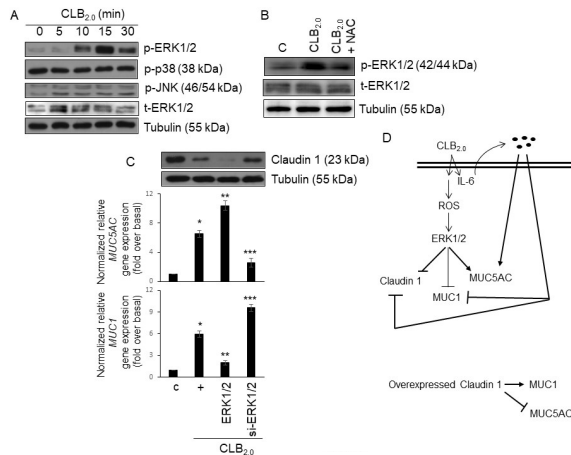 A
CLB2.0 (min)
0 5 10 15 30
p-ERK1/2
p-p38 (38 kDa)
p-JNK (46/54 kDa)
t-ERK1/2
Tubulin (55 kDa)
B
C
CLB2.0
CLB2.0 + NAC
p-ERK1/2 (42/44 kDa)
t-ERK1/2
Tubulin (55 kDa)
C
Claudin 1 (23 kDa)
Tubulin (55 kDa)
Normalized relative
MUC5AC
gene expression
(fold over basal)
12
9
6
3
0
*
**
***
Normalized relative
MUC1
gene expression
(fold over basal)
12
9
6
3
0
*
**
***
c
+
ERK1/2
si-ERK1/2
CLB2.0
D
CLB2.0
IL-6
ROS
ERK1/2
Claudin 1
MUC1
MUC5AC
Overexpressed Claudin 1 MUC1
MUC5AC